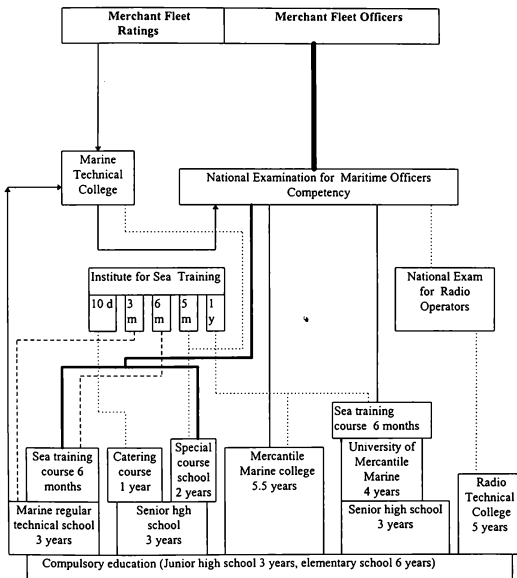 Merchant Fleet
Ratings
Merchant Fleet Officers
Marine
Technical
College
National Examination for Maritime Officers
Competency
Institute for Sea Training
10 d
3
m
6
m
5
m
1
y
National Exam
for Radio
Operators
Sea training
course 6 months
Sea training
course 6
months
Catering
course
1 year
Special
course
school
2 years
Mercantile
Marine college
5.5 years
University of
Mercantile
Marine
4 years
Radio
Technical
College
5 years
Marine regular
technical school
3 years
Senior hgh
school
3 years
Senior high school
3 years
Compulsory education (Junior high school 3 years, elementary school 6 years)